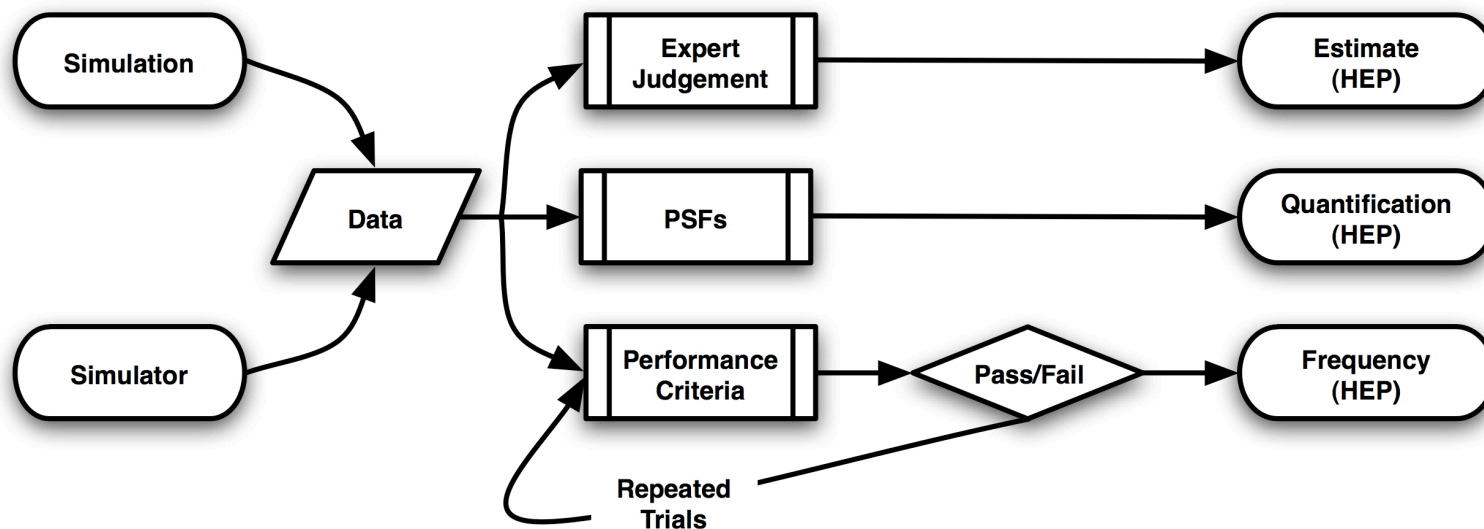 Simulation
Expert
Judgement
Estimate
(HEP)
Data
PSFs
Quantification
(HEP)
Simulator
Performance
Criteria
Pass/Fail
Frequency
(HEP)
Repeated
Trials